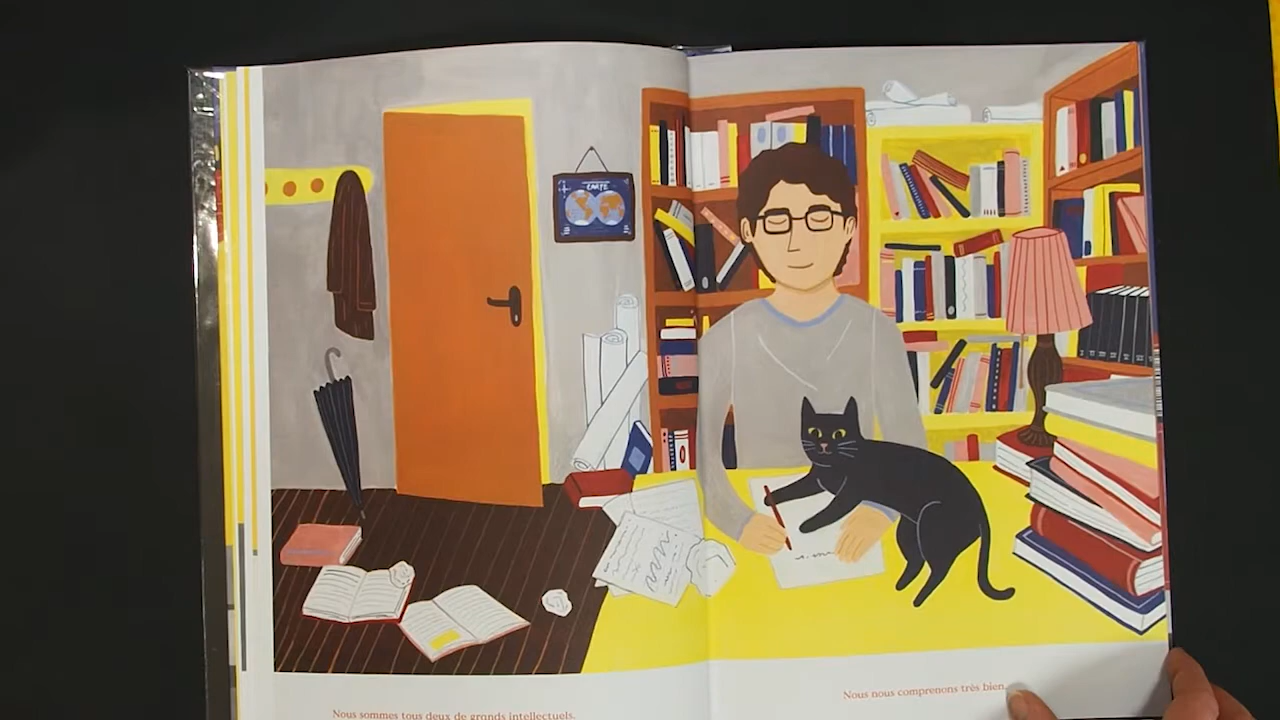 CARTE
Nous sommes tous deux de grands intellectuels.
Nous nous comprenons très bien.